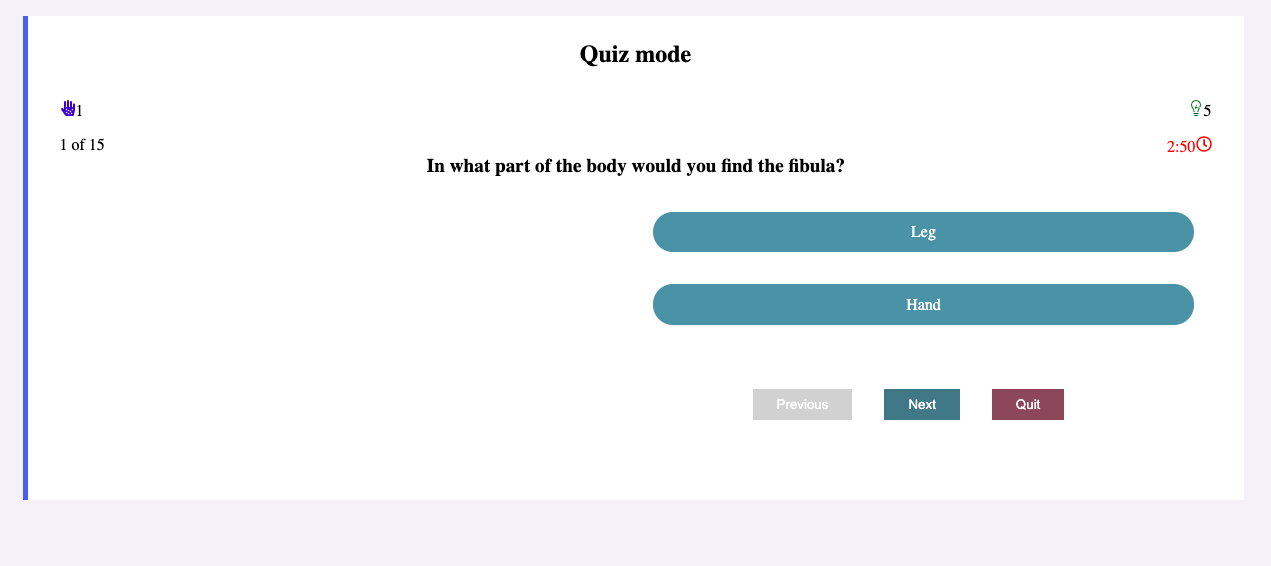 Quiz mode
1
5
1 of 15
2:50
In what part of the body would you find the fibula?
Leg
Hand
Previous
Next
Quit